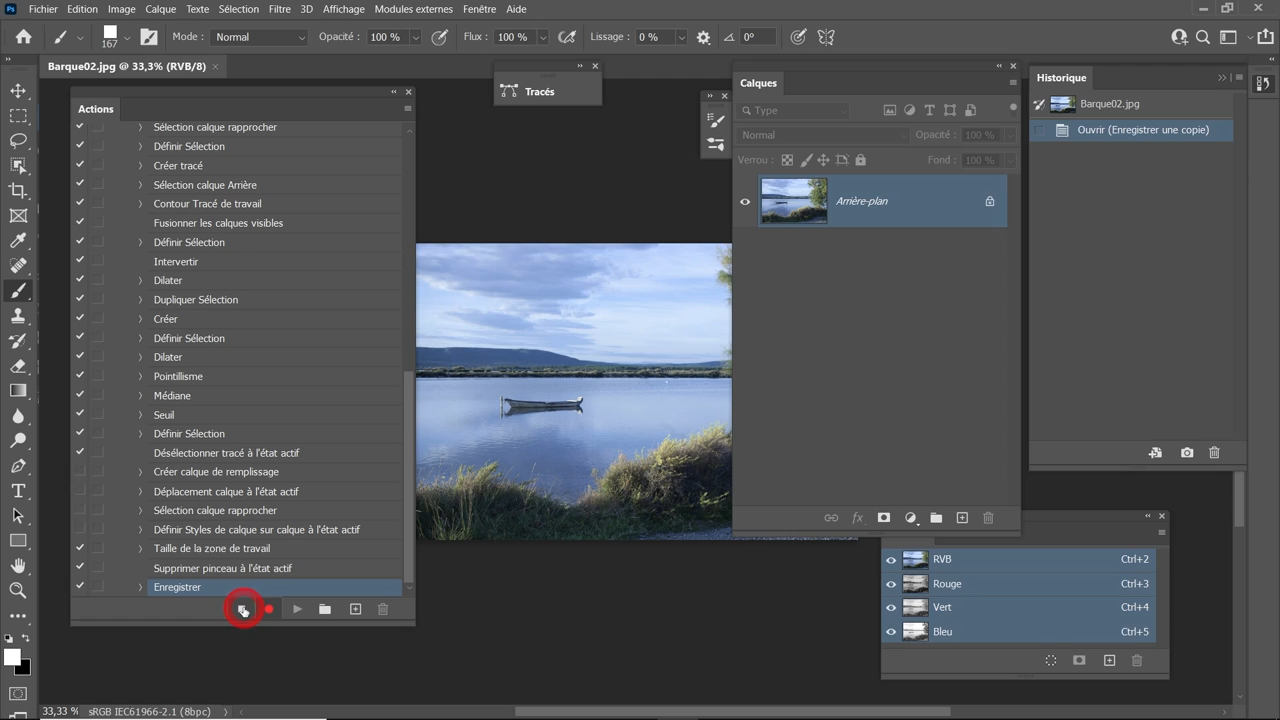 Ps Fichier Edition Image Calque Texte Sélection Filtre 3D Affichage Modules externes Fenêtre Aide
167 Mode : Normal Opacité : 100 % Flux : 100 % Lissage : 0 % 0°
Barque02.jpg @ 33,3% (RVB/8)
Tracés
Actions
Sélection calque rapprocher
Définir Sélection
Créer tracé
Sélection calque Arrière
Contour Tracé de travail
Fusionner les calques visibles
Définir Sélection
Intervertir
Dilater
Dupliquer Sélection
Créer
Définir Sélection
Dilater
Pointillisme
Médiane
Seuil
Définir Sélection
Désélectionner tracé à l'état actif
Créer calque de remplissage
Déplacement calque à l'état actif
Sélection calque rapprocher
Définir Styles de calque sur calque à l'état actif
Taille de la zone de travail
Supprimer pinceau à l'état actif
Enregistrer
Calques
Type
Normal Opacité : 100 %
Verrou : Fond : 100 %
Arrière-plan
fx
Historique
Barque02.jpg
Ouvrir (Enregistrer une copie)
RVB Ctrl+2
Rouge Ctrl+3
Vert Ctrl+4
Bleu Ctrl+5
33,33 % sRGB IEC61966-2.1 (8bpc)